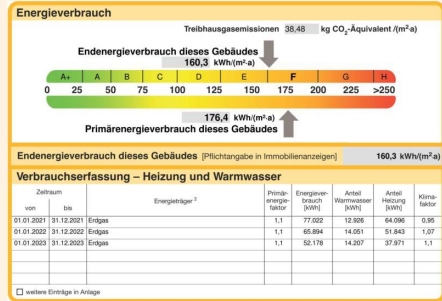 Energieverbrauch
Treibhausgasemissionen 38,48 kg CO₂-Äquivalent /(m²·a)
Endenergieverbrauch dieses Gebäudes
160,3 kWh/(m²·a)
A+ A B C D E F G H
0 25 50 75 100 125 150 175 200 225 >250
176,4 kWh/(m²·a)
Primärenergieverbrauch dieses Gebäudes
Endenergieverbrauch dieses Gebäudes [Pflichtangabe in Immobilienanzeigen] 160,3 kWh/(m²·a)
Verbrauchserfassung – Heizung und Warmwasser
Zeitraum
von bis
Energieträger ²
Primär-
energie-
faktor
Energiever-
brauch
[kWh]
Anteil
Warmwasser
[kWh]
Anteil
Heizung
[kWh]
Klima-
faktor
01.01.2021 31.12.2021 Erdgas 1,1 77.022 12.926 64.096 0,95
01.01.2022 31.12.2022 Erdgas 1,1 65.894 14.051 51.843 1,07
01.01.2023 31.12.2023 Erdgas 1,1 52.178 14.207 37.971 1,1
weitere Einträge in Anlage